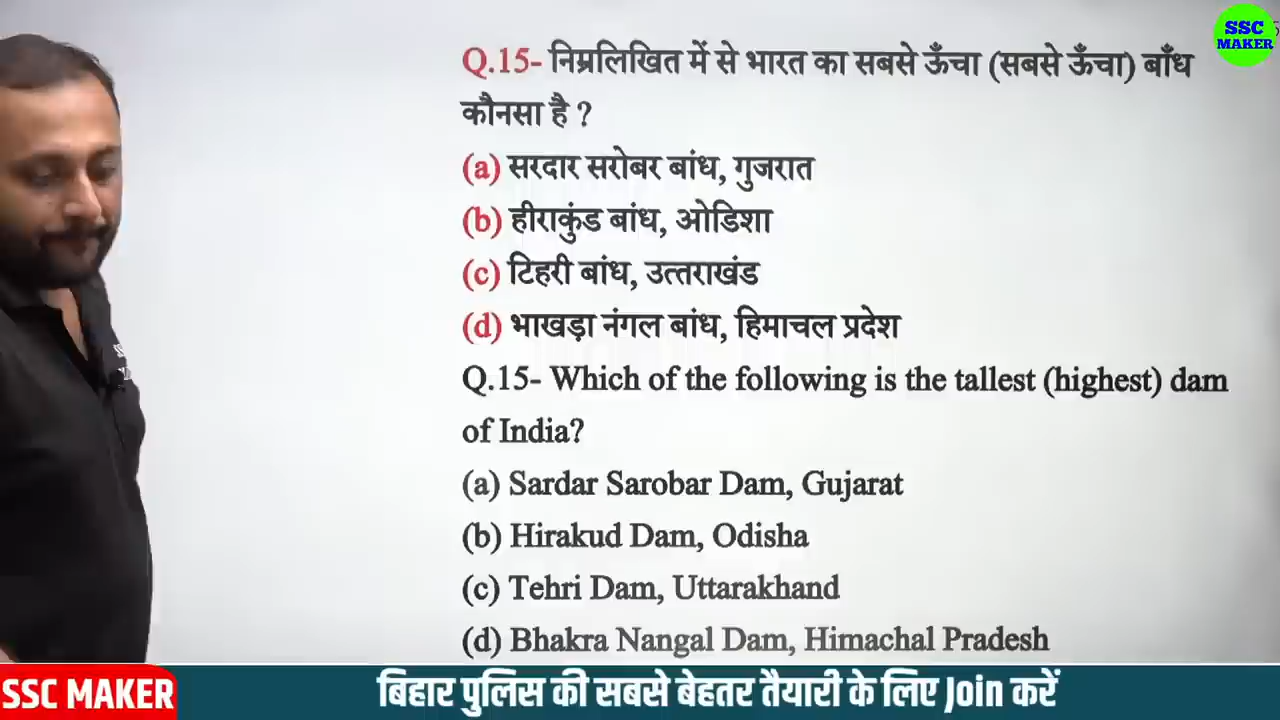 SSC
MAKER
Q.15- निम्नलिखित में से भारत का सबसे ऊँचा (सबसे ऊँचा) बाँध
कौनसा है ?
(a) सरदार सरोबर बांध, गुजरात
(b) हीराकुंड बांध, ओडिशा
(c) टिहरी बांध, उत्तराखंड
(d) भाखड़ा नंगल बांध, हिमाचल प्रदेश
Q.15- Which of the following is the tallest (highest) dam
of India?
(a) Sardar Sarobar Dam, Gujarat
(b) Hirakud Dam, Odisha
(c) Tehri Dam, Uttarakhand
(d) Bhakra Nangal Dam, Himachal Pradesh
SSC MAKER
बिहार पुलिस की सबसे बेहतर तैयारी के लिए Join करें